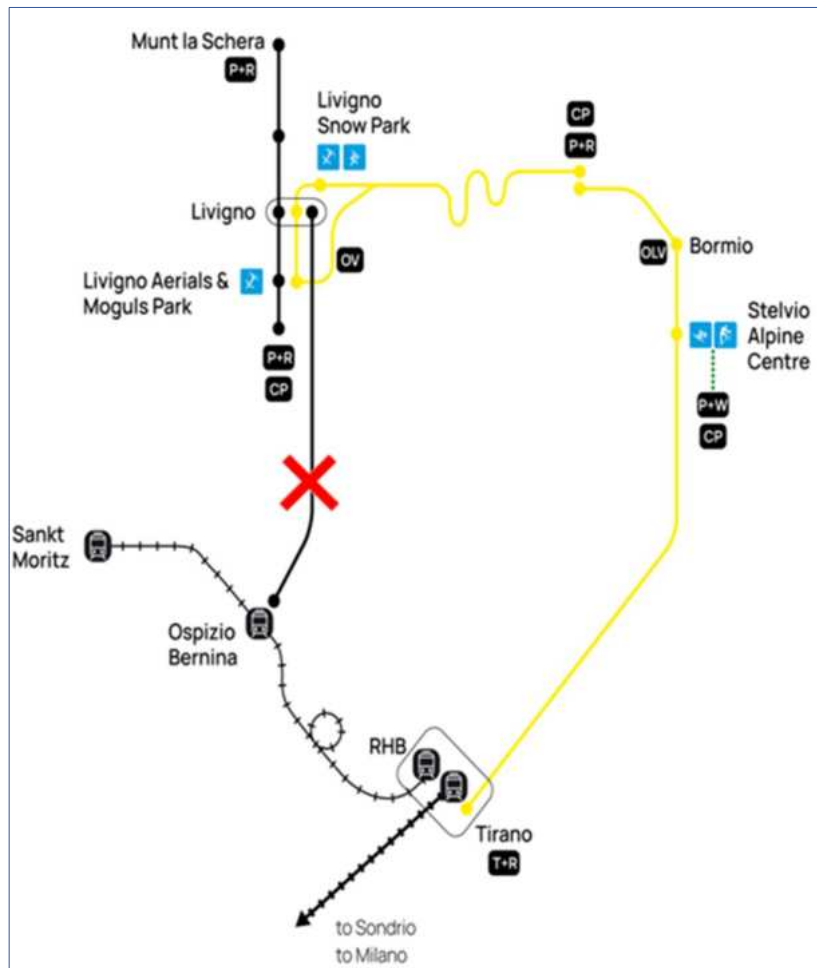 Munt la Schera
P+R
Livigno
Snow Park
CP
P+R
Livigno
OV
OLV
Bormio
Livigno Aerials &
Moguls Park
P+R
CP
Stelvio
Alpine
Centre
P+W
CP
Sankt
Moritz
Ospizio
Bernina
RHB
Tirano
T+R
to Sondrio
to Milano